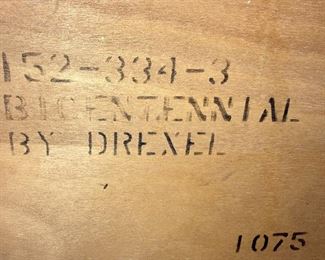 152-334-3
BICENTENNIAL
BY DREXEL
1075